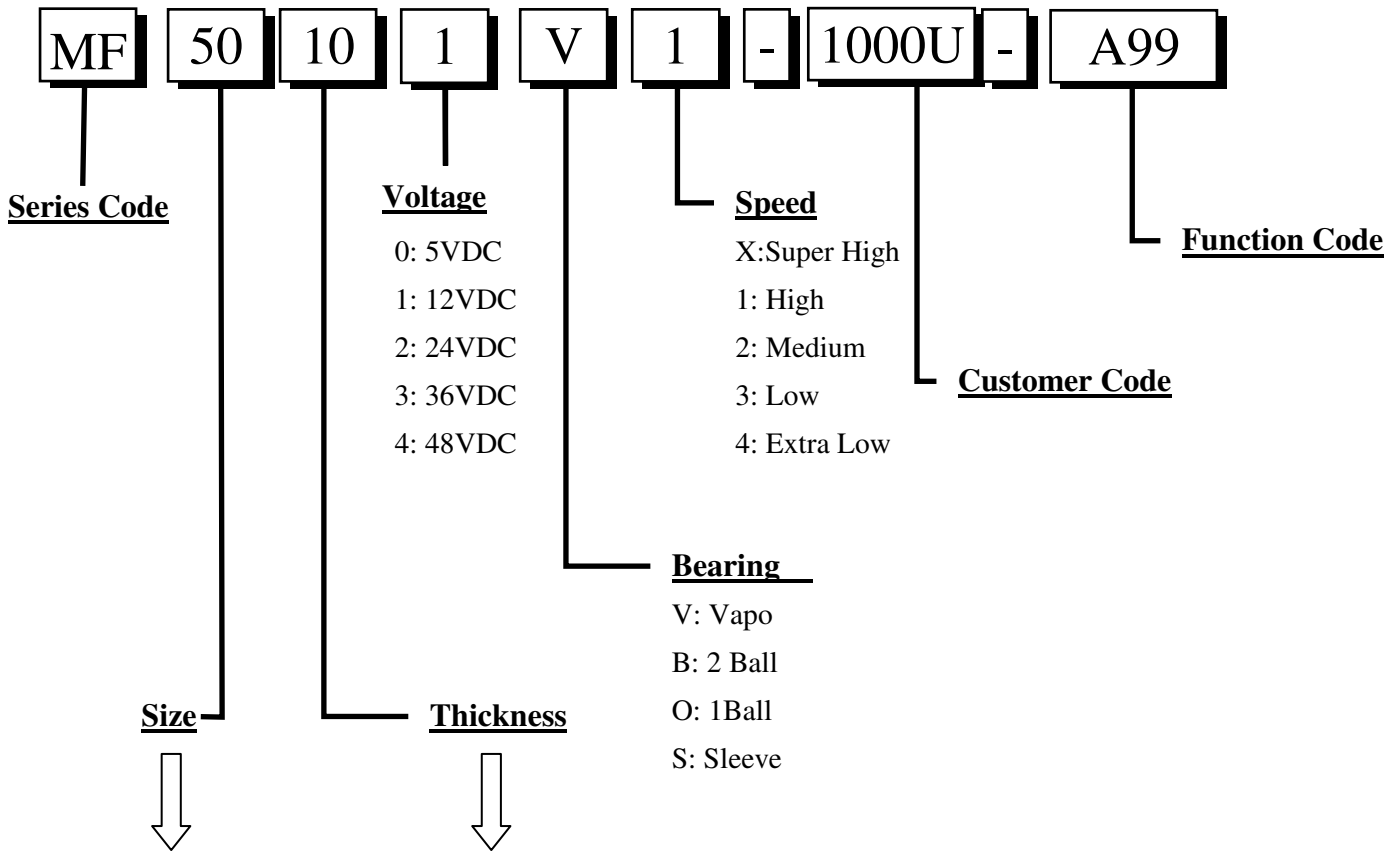 MF 50 10 1 V 1 - 1000U - A99
Series Code
Voltage
0: 5VDC
1: 12VDC
2: 24VDC
3: 36VDC
4: 48VDC
Speed
X:Super High
1: High
2: Medium
3: Low
4: Extra Low
Function Code
Customer Code
Bearing
V: Vapo
B: 2 Ball
O: 1Ball
S: Sleeve
Size
Thickness